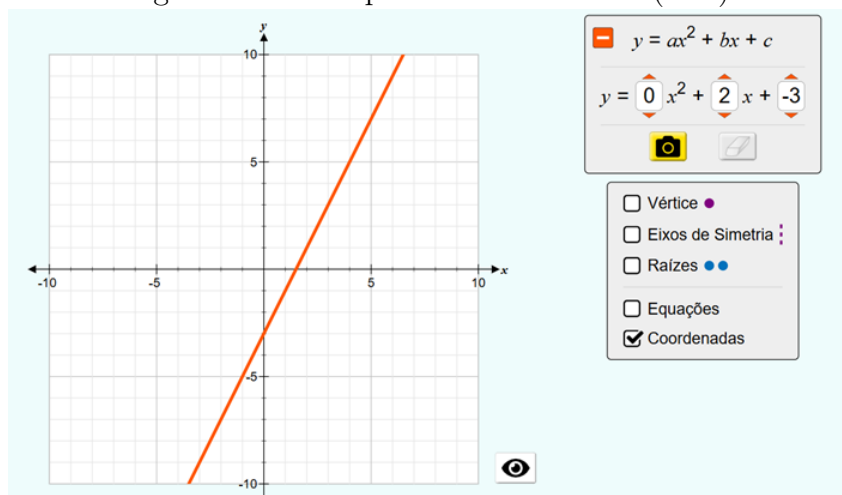 y
10
5
-10
-5
5
10
x
-5
-10
y = ax² + bx + c
y = 0 x² + 2 x + -3
Vértice
Eixos de Simetria
Raízes
Equações
Coordenadas